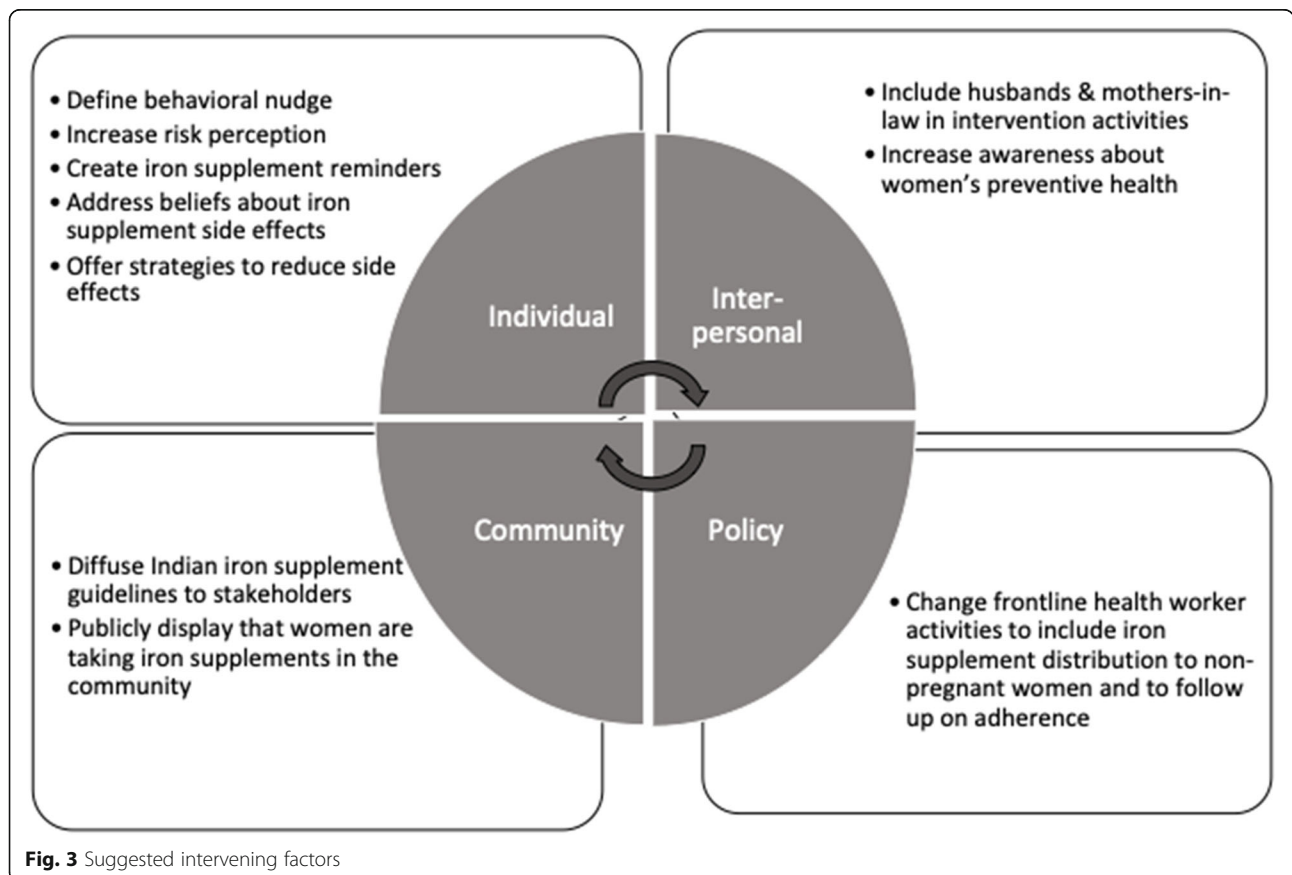 • Define behavioral nudge
• Increase risk perception
• Create iron supplement reminders
• Address beliefs about iron
supplement side effects
• Offer strategies to reduce side
effects
• Include husbands & mothers-in-
law in intervention activities
• Increase awareness about
women's preventive health
Individual
Inter-
personal
Community
Policy
• Diffuse Indian iron supplement
guidelines to stakeholders
• Publicly display that women are
taking iron supplements in the
community
• Change frontline health worker
activities to include iron
supplement distribution to non-
pregnant women and to follow
up on adherence
Fig. 3 Suggested intervening factors